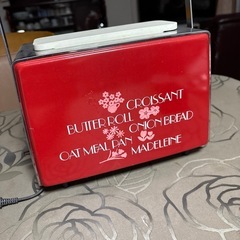 CROISSANT
BUTTER ROLL
ONION BREAD
OAT MEAL PAN
MADELEINE